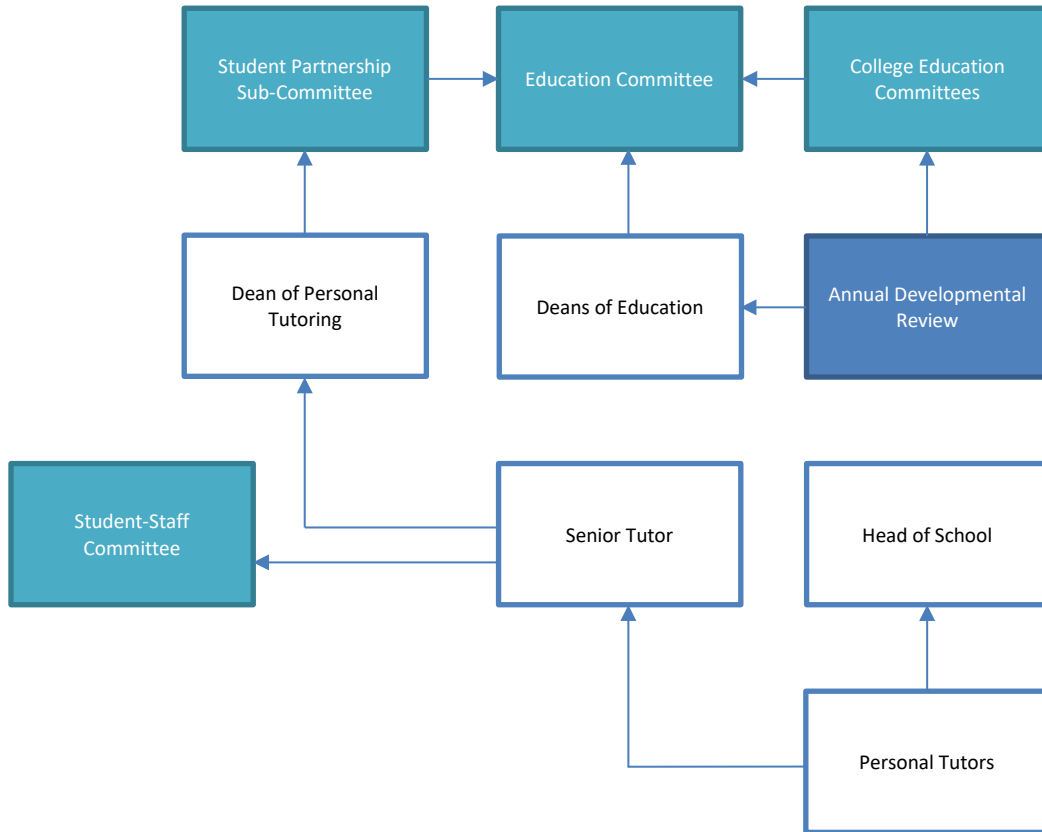 Student Partnership
Sub-Committee
Education Committee
College Education
Committees
Dean of Personal
Tutoring
Deans of Education
Annual Developmental
Review
Student-Staff
Committee
Senior Tutor
Head of School
Personal Tutors